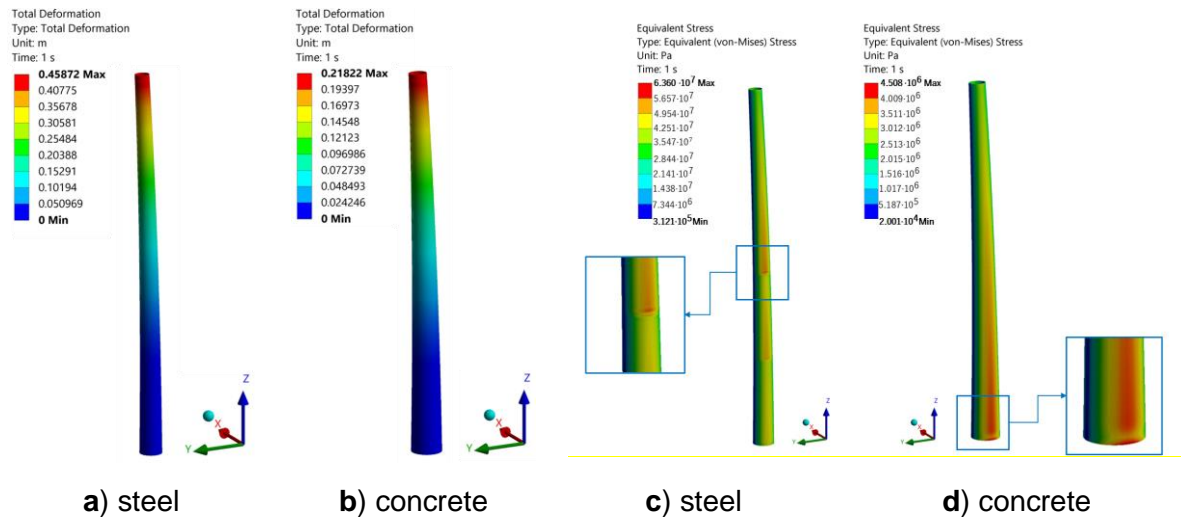 Total Deformation
Type: Total Deformation
Unit: m
Time: 1 s
0.45872 Max
0.40775
0.35678
0.30581
0.25484
0.20388
0.15291
0.10194
0.050969
0 Min
Z
X
Y
a) steel
Total Deformation
Type: Total Deformation
Unit: m
Time: 1 s
0.21822 Max
0.19397
0.16973
0.14548
0.12123
0.096986
0.072739
0.048493
0.024246
0 Min
Z
X
Y
b) concrete
Equivalent Stress
Type: Equivalent (von-Mises) Stress
Unit: Pa
Time: 1 s
6.360·10⁷ Max
5.657·10⁷
4.954·10⁷
4.251·10⁷
3.547·10⁷
2.844·10⁷
2.141·10⁷
1.438·10⁷
7.344·10⁶
3.121·10⁵ Min
Z
X
Y
c) steel
Equivalent Stress
Type: Equivalent (von-Mises) Stress
Unit: Pa
Time: 1 s
4.508·10⁶ Max
4.009·10⁶
3.511·10⁶
3.012·10⁶
2.513·10⁶
2.015·10⁶
1.516·10⁶
1.017·10⁶
5.187·10⁵
2.001·10⁴ Min
Z
X
Y
d) concrete